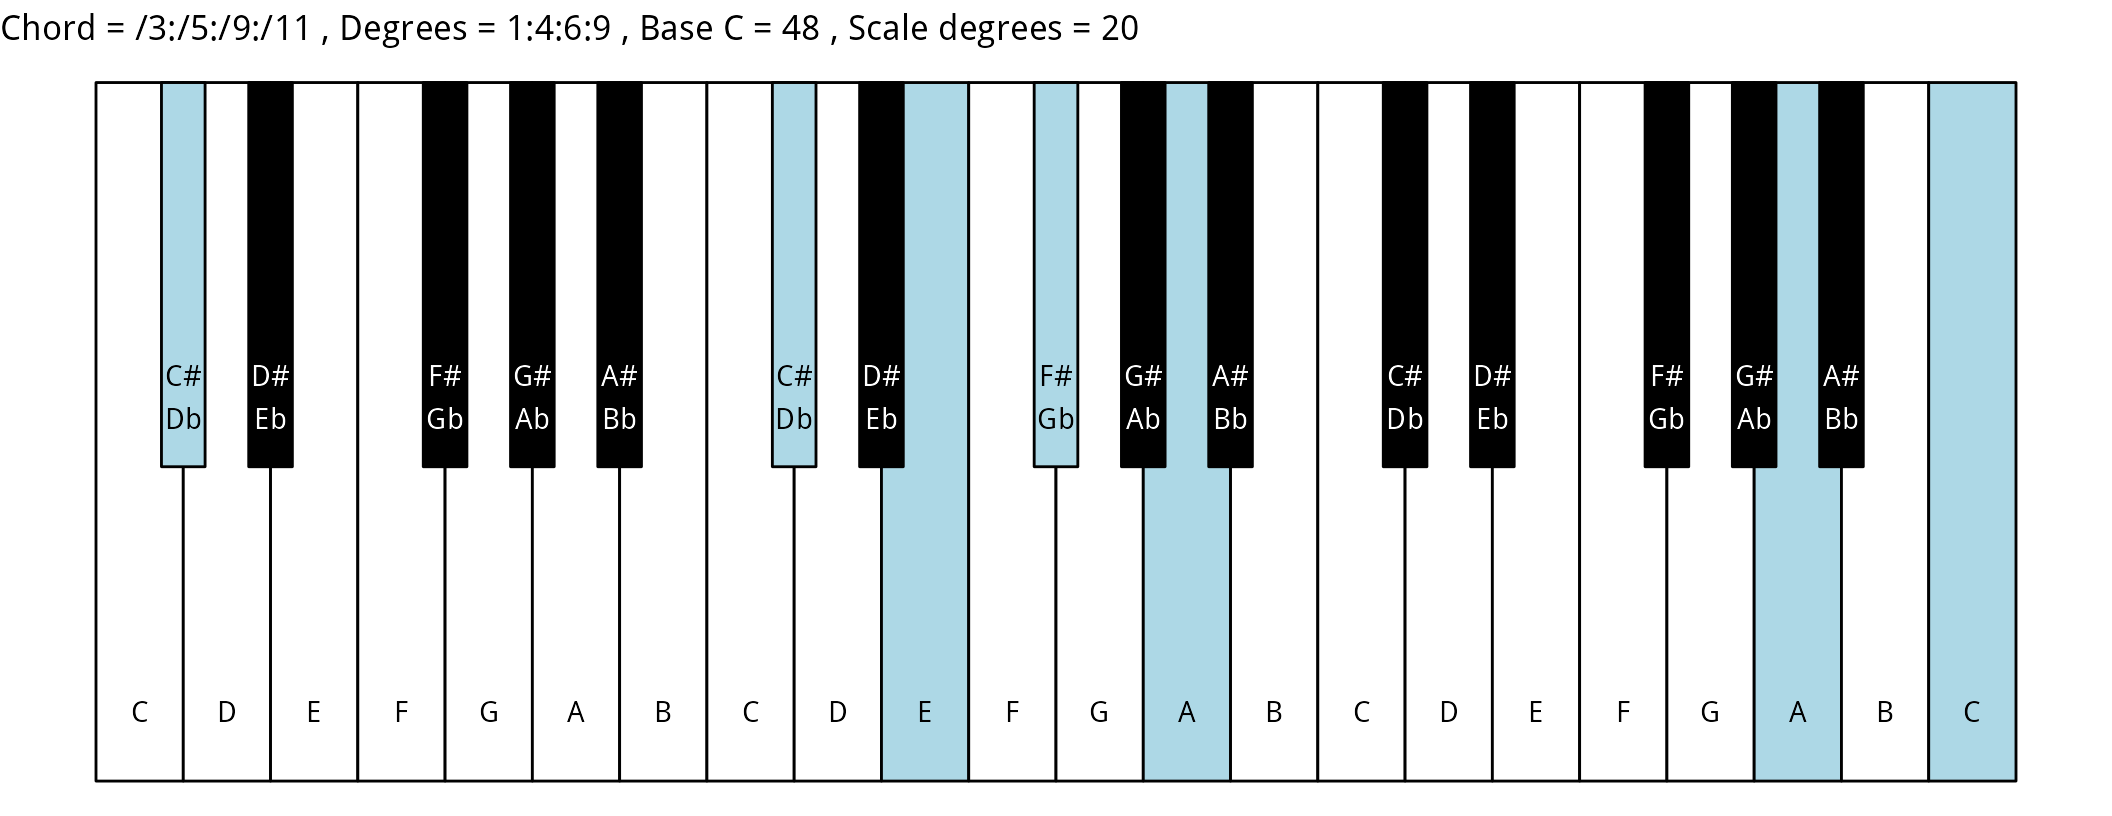 Chord = /3:/5:/9:/11 , Degrees = 1:4:6:9 , Base C = 48 , Scale degrees = 20
C# D# F# G# A# C# D# F# G# A# C# D# F# G# A#
Db Eb Gb Ab Bb Db Eb Gb Ab Bb Db Eb Gb Ab Bb
C D E F G A B C D E F G A B C D E F G A B C